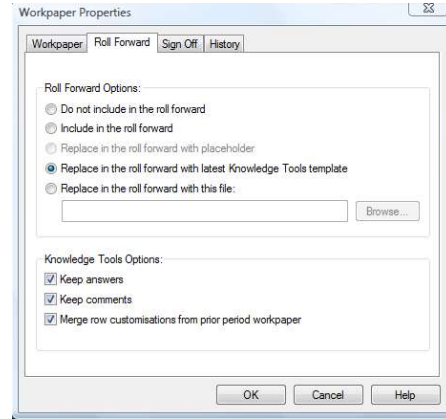 Workpaper Properties
Workpaper Roll Forward Sign Off History
Roll Forward Options:
Do not include in the roll forward
Include in the roll forward
Replace in the roll forward with placeholder
Replace in the roll forward with latest Knowledge Tools template
Replace in the roll forward with this file:
Browse...
Knowledge Tools Options:
Keep answers
Keep comments
Merge row customisations from prior period workpaper
OK Cancel Help